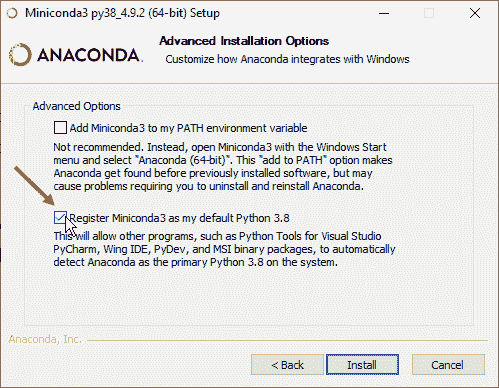 Miniconda3 py38_4.9.2 (64-bit) Setup
ANACONDA.
Advanced Installation Options
Customize how Anaconda integrates with Windows
Advanced Options
Add Miniconda3 to my PATH environment variable
Not recommended. Instead, open Miniconda3 with the Windows Start
menu and select "Anaconda (64-bit)". This "add to PATH" option makes
Anaconda get found before previously installed software, but may
cause problems requiring you to uninstall and reinstall Anaconda.
Register Miniconda3 as my default Python 3.8
This will allow other programs, such as Python Tools for Visual Studio
PyCharm, Wing IDE, PyDev, and MSI binary packages, to automatically
detect Anaconda as the primary Python 3.8 on the system.
Anaconda, Inc.
< Back
Install
Cancel